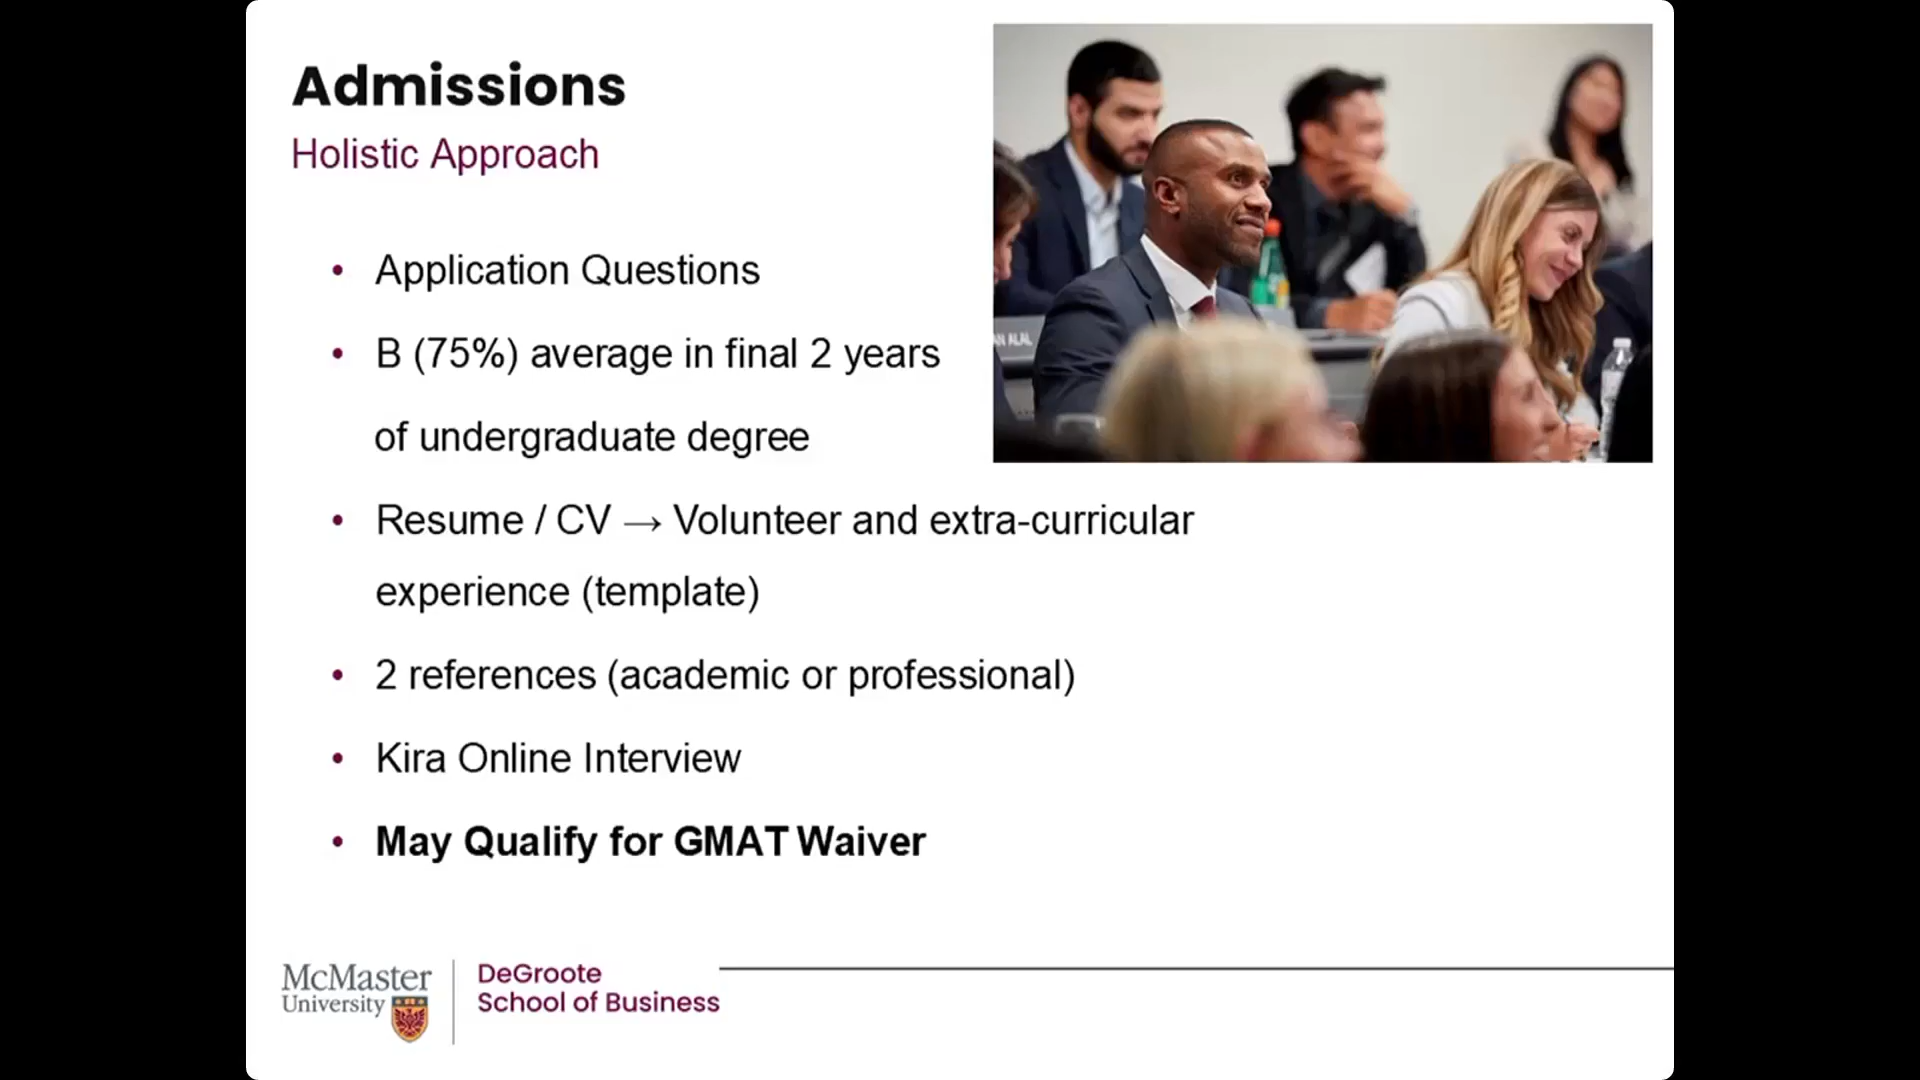 Admissions
Holistic Approach
• Application Questions
• B (75%) average in final 2 years
of undergraduate degree
• Resume / CV → Volunteer and extra-curricular
experience (template)
• 2 references (academic or professional)
• Kira Online Interview
• May Qualify for GMAT Waiver
McMaster
University
DeGroote
School of Business